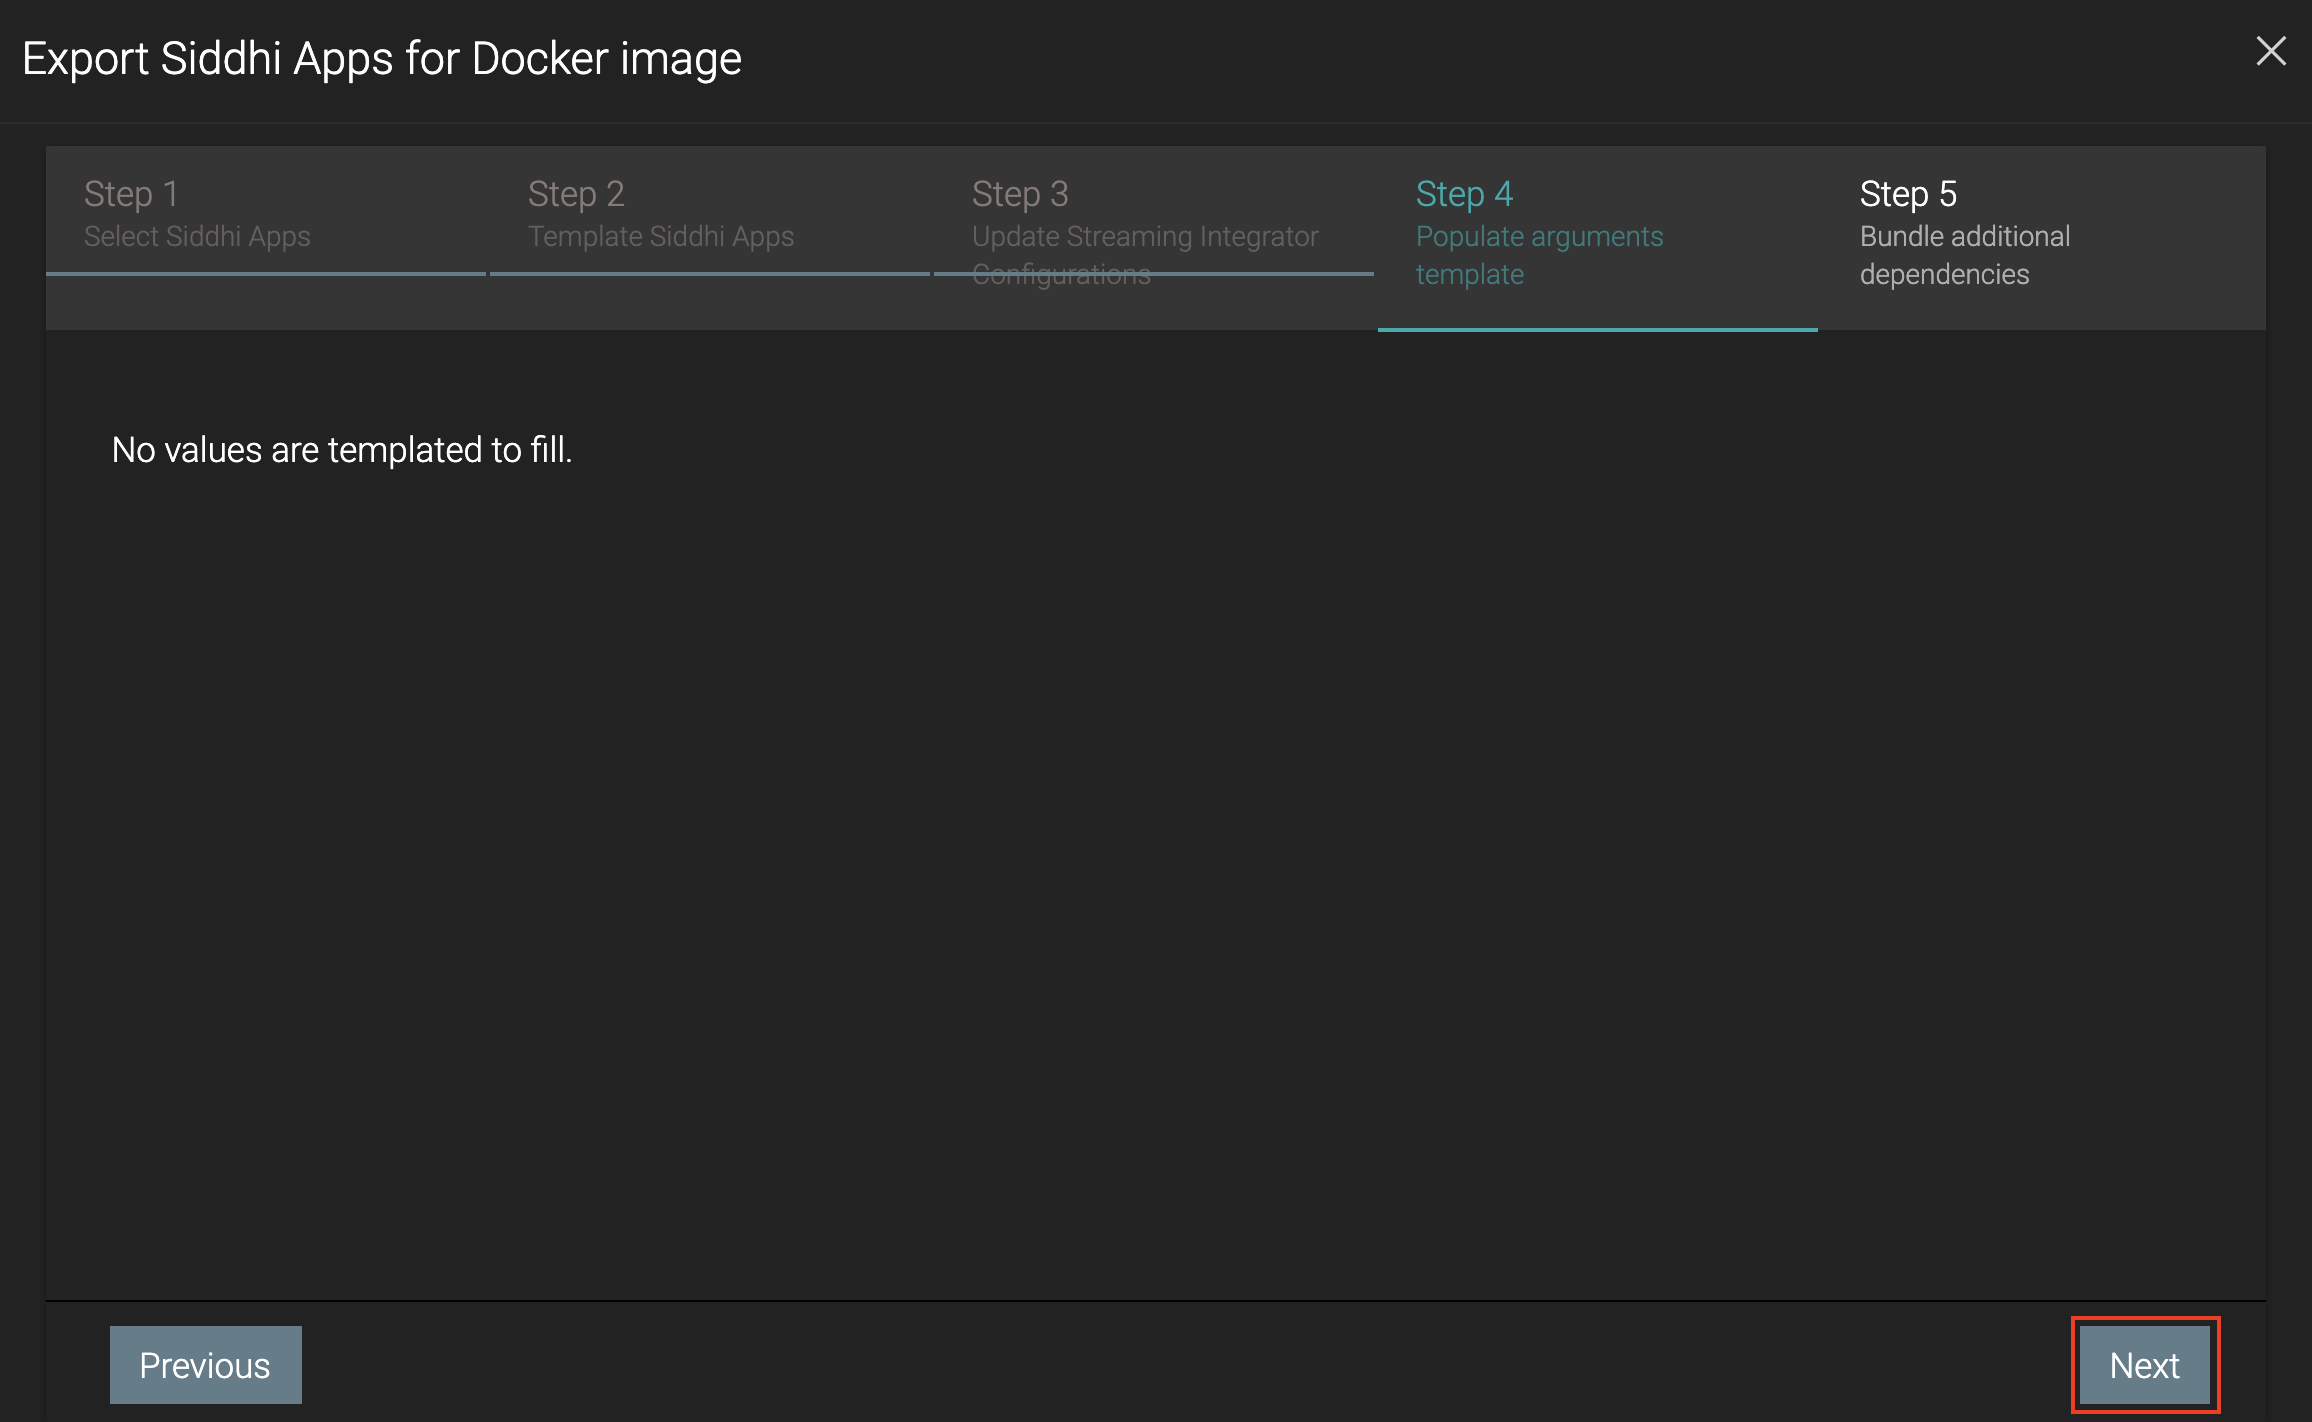 Export Siddhi Apps for Docker image
Step 1
Select Siddhi Apps
Step 2
Template Siddhi Apps
Step 3
Update Streaming Integrator
Configurations
Step 4
Populate arguments
template
Step 5
Bundle additional
dependencies
No values are templated to fill.
Previous
Next